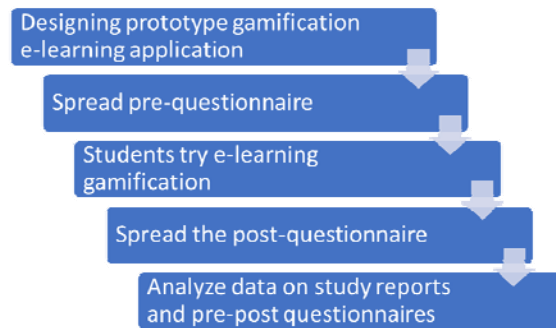 Designing prototype gamification
e-learning application
Spread pre-questionnaire
Students try e-learning
gamification
Spread the post-questionnaire
Analyze data on study reports
and pre-post questionnaires